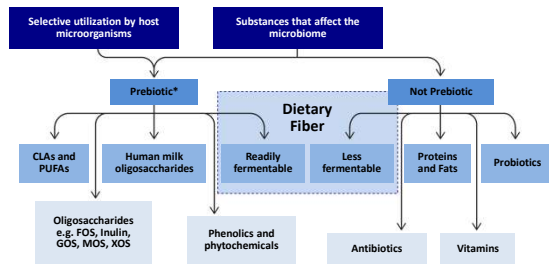 Selective utilization by host
microorganisms
Substances that affect the
microbiome
Prebiotic*
Not Prebiotic
Dietary
Fiber
CLAs and
PUFAs
Human milk
oligosaccharides
Readily
fermentable
Less
fermentable
Proteins
and Fats
Probiotics
Oligosaccharides
e.g. FOS, Inulin,
GOS, MOS, XOS
Phenolics and
phytochemicals
Antibiotics
Vitamins